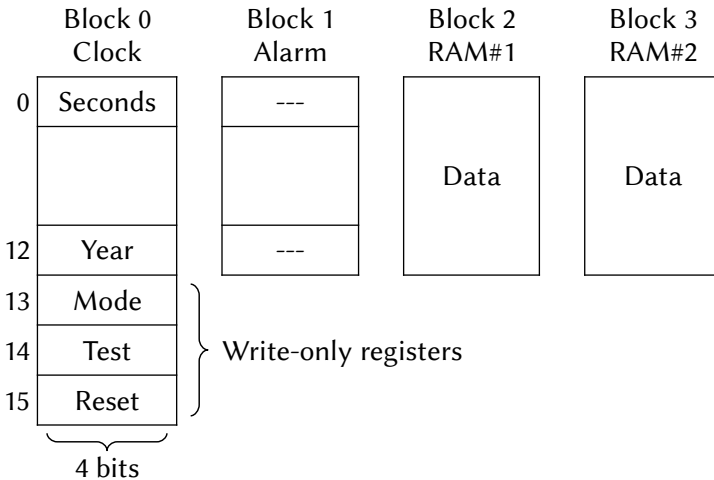 Block 0
Clock
Block 1
Alarm
Block 2
RAM#1
Block 3
RAM#2
0
Seconds
---
Data
Data
12
Year
---
13
Mode
14
Test
Write-only registers
15
Reset
4 bits